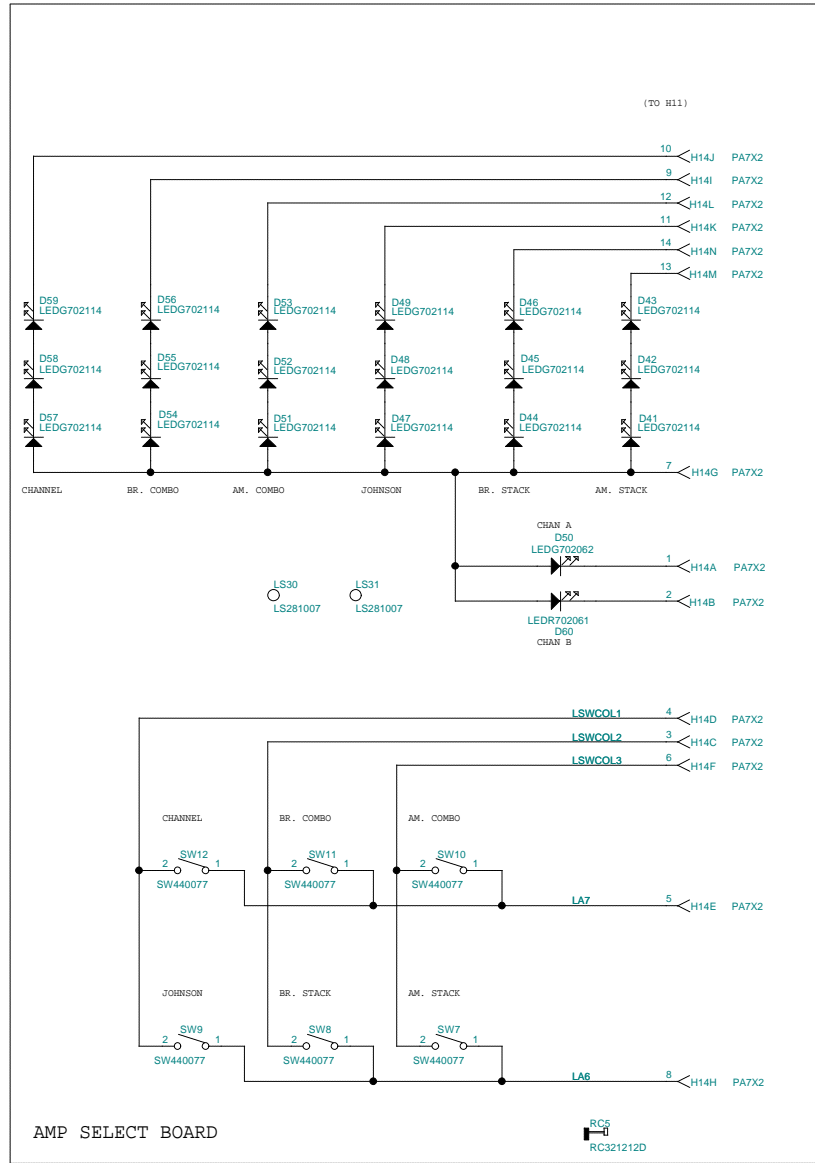 (TO H11)
10 H14J PA7X2
9 H14I PA7X2
12 H14L PA7X2
11 H14K PA7X2
14 H14N PA7X2
13 H14M PA7X2
D59 D56 D53 D49 D46 D43
LEDG702114 LEDG702114 LEDG702114 LEDG702114 LEDG702114 LEDG702114
D58 D55 D52 D48 D45 D42
LEDG702114 LEDG702114 LEDG702114 LEDG702114 LEDG702114 LEDG702114
D57 D54 D51 D47 D44 D41
LEDG702114 LEDG702114 LEDG702114 LEDG702114 LEDG702114 LEDG702114
7 H14G PA7X2
CHANNEL BR. COMBO AM. COMBO JOHNSON BR. STACK AM. STACK
CHAN A
D50
LEDG702062
1 H14A PA7X2
LS30 LS31
LS281007 LS281007
2 H14B PA7X2
LEDR702061
D60
CHAN B
LSWCOL1 4 H14D PA7X2
LSWCOL2 3 H14C PA7X2
LSWCOL3 6 H14F PA7X2
CHANNEL BR. COMBO AM. COMBO
SW12 SW11 SW10
2 1 2 1 2 1
SW440077 SW440077 SW440077
LA7 5 H14E PA7X2
JOHNSON BR. STACK AM. STACK
SW9 SW8 SW7
2 1 2 1 2 1
SW440077 SW440077 SW440077
LA6 8 H14H PA7X2
AMP SELECT BOARD
RC5
RC321212D